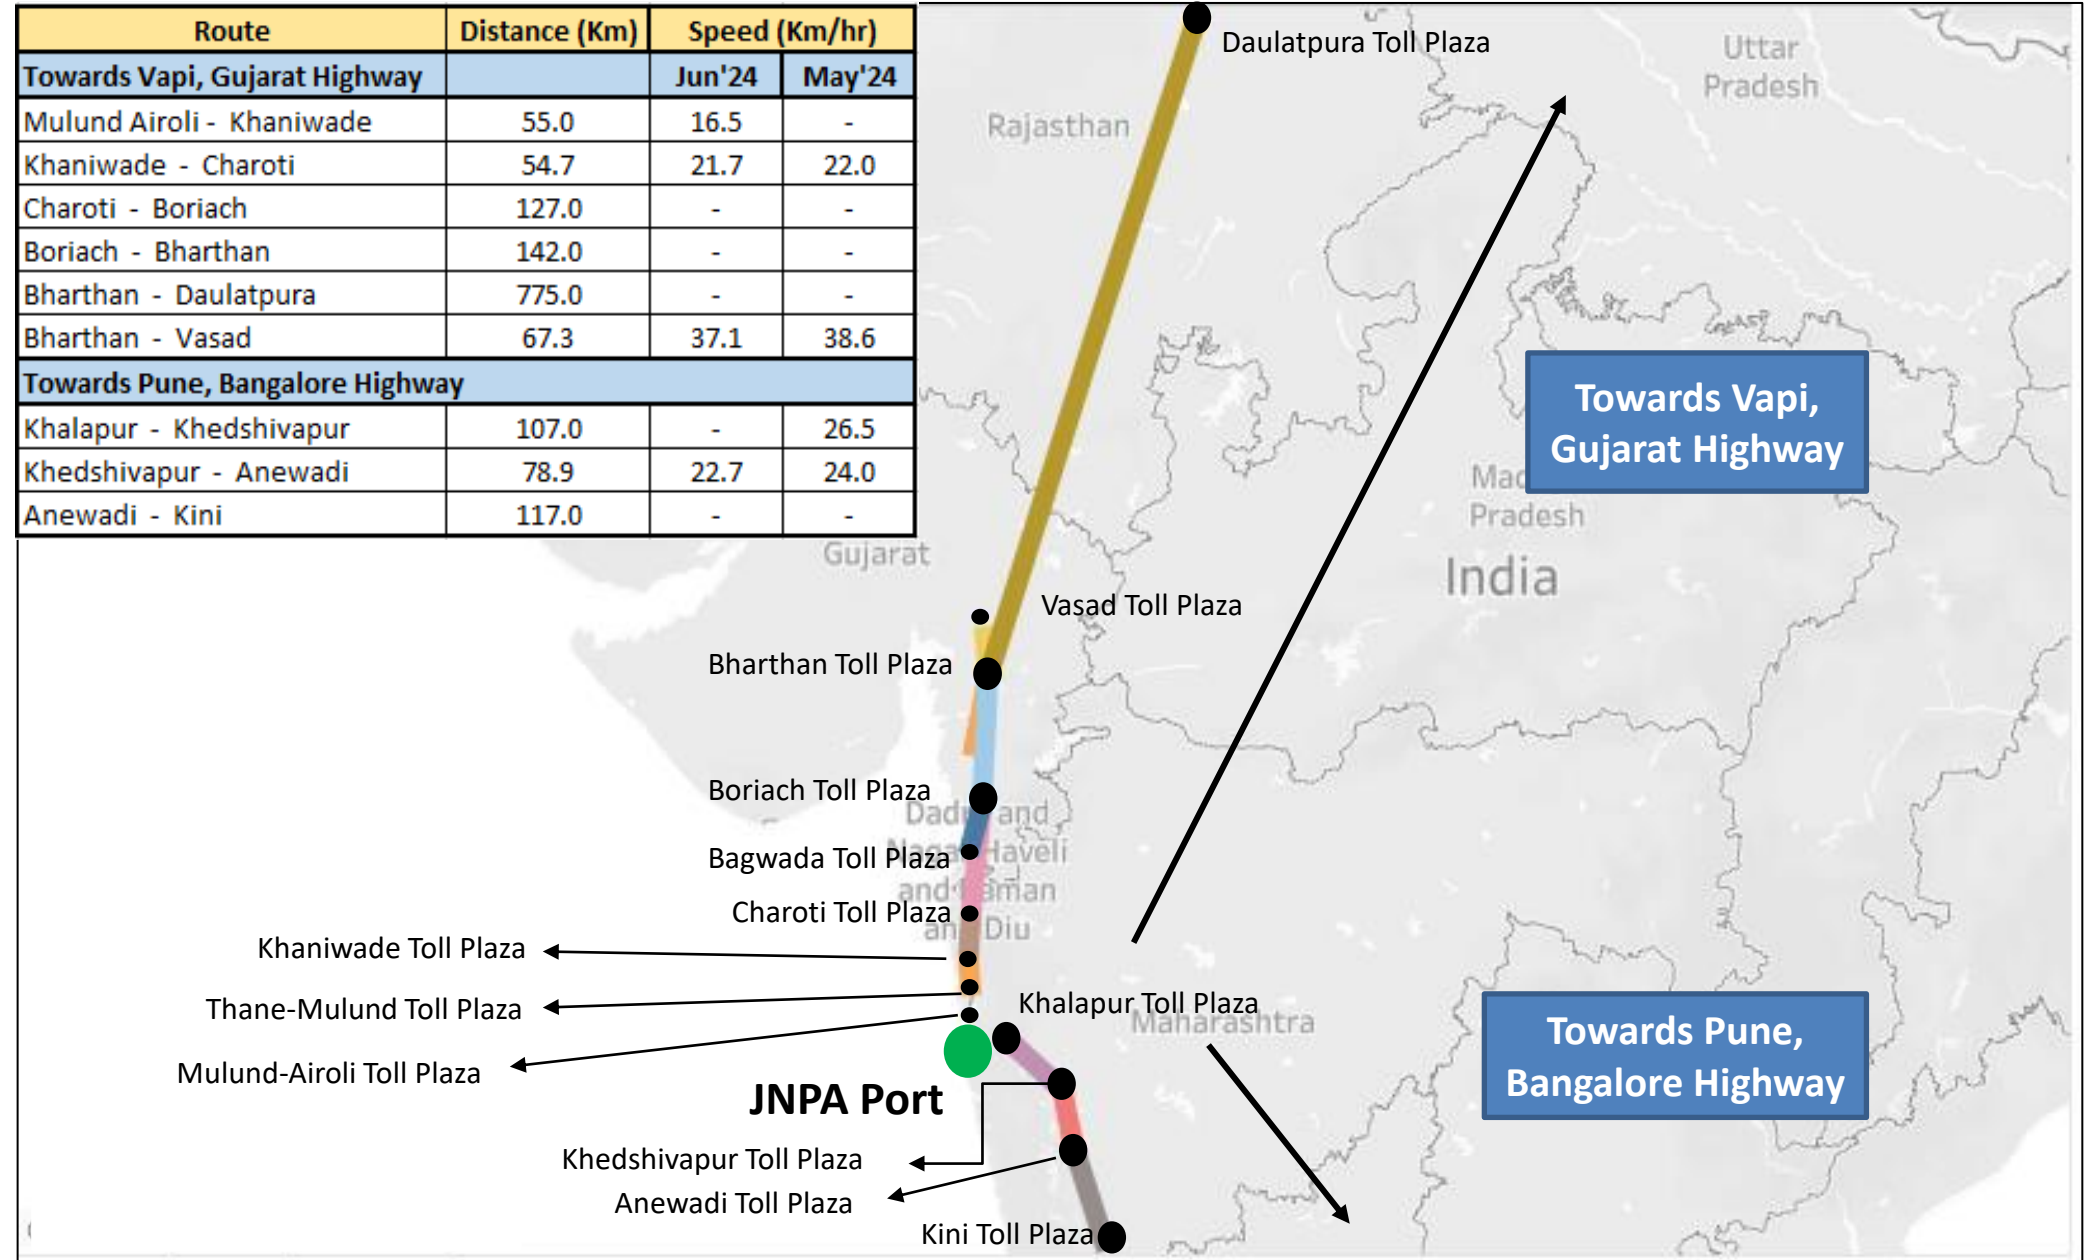 Route Distance (Km) Speed (Km/hr)
Towards Vapi, Gujarat Highway Jun'24 May'24
Mulund Airoli - Khaniwade 55.0 16.5 -
Khaniwade - Charoti 54.7 21.7 22.0
Charoti - Boriach 127.0 - -
Boriach - Bharthan 142.0 - -
Bharthan - Daulatpura 775.0 - -
Bharthan - Vasad 67.3 37.1 38.6
Towards Pune, Bangalore Highway
Khalapur - Khedshivapur 107.0 - 26.5
Khedshivapur - Anewadi 78.9 22.7 24.0
Anewadi - Kini 117.0 - -
Daulatpura Toll Plaza
Uttar
Pradesh
Rajasthan
Towards Vapi,
Gujarat Highway
Pradesh
India
Gujarat
Vasad Toll Plaza
Bharthan Toll Plaza
Boriach Toll Plaza
and
Bagwada Toll Plaza
Haveli
and
Charoti Toll Plaza
Diu
Khaniwade Toll Plaza
Thane-Mulund Toll Plaza
Khalapur Toll Plaza
Maharashtra
Mulund-Airoli Toll Plaza
JNPA Port
Towards Pune,
Bangalore Highway
Khedshivapur Toll Plaza
Anewadi Toll Plaza
Kini Toll Plaza